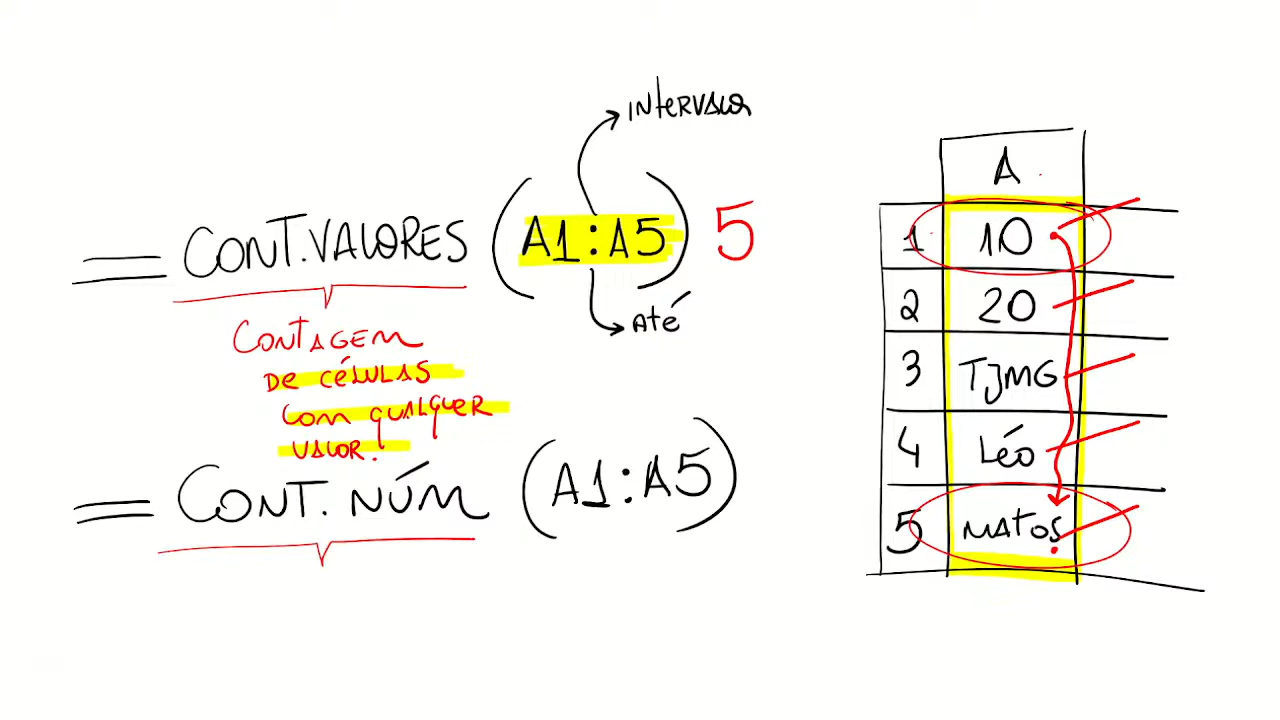 INTERVALO
= CONT.VALORES (A1:A5) 5
ATÉ
CONTAGEM
DE CÉLULAS
COM QUALQUER
VALOR.
= CONT.NÚM (A1:A5)
A
1 10
2 20
3 TJMG
4 LÉO
5 MATOS